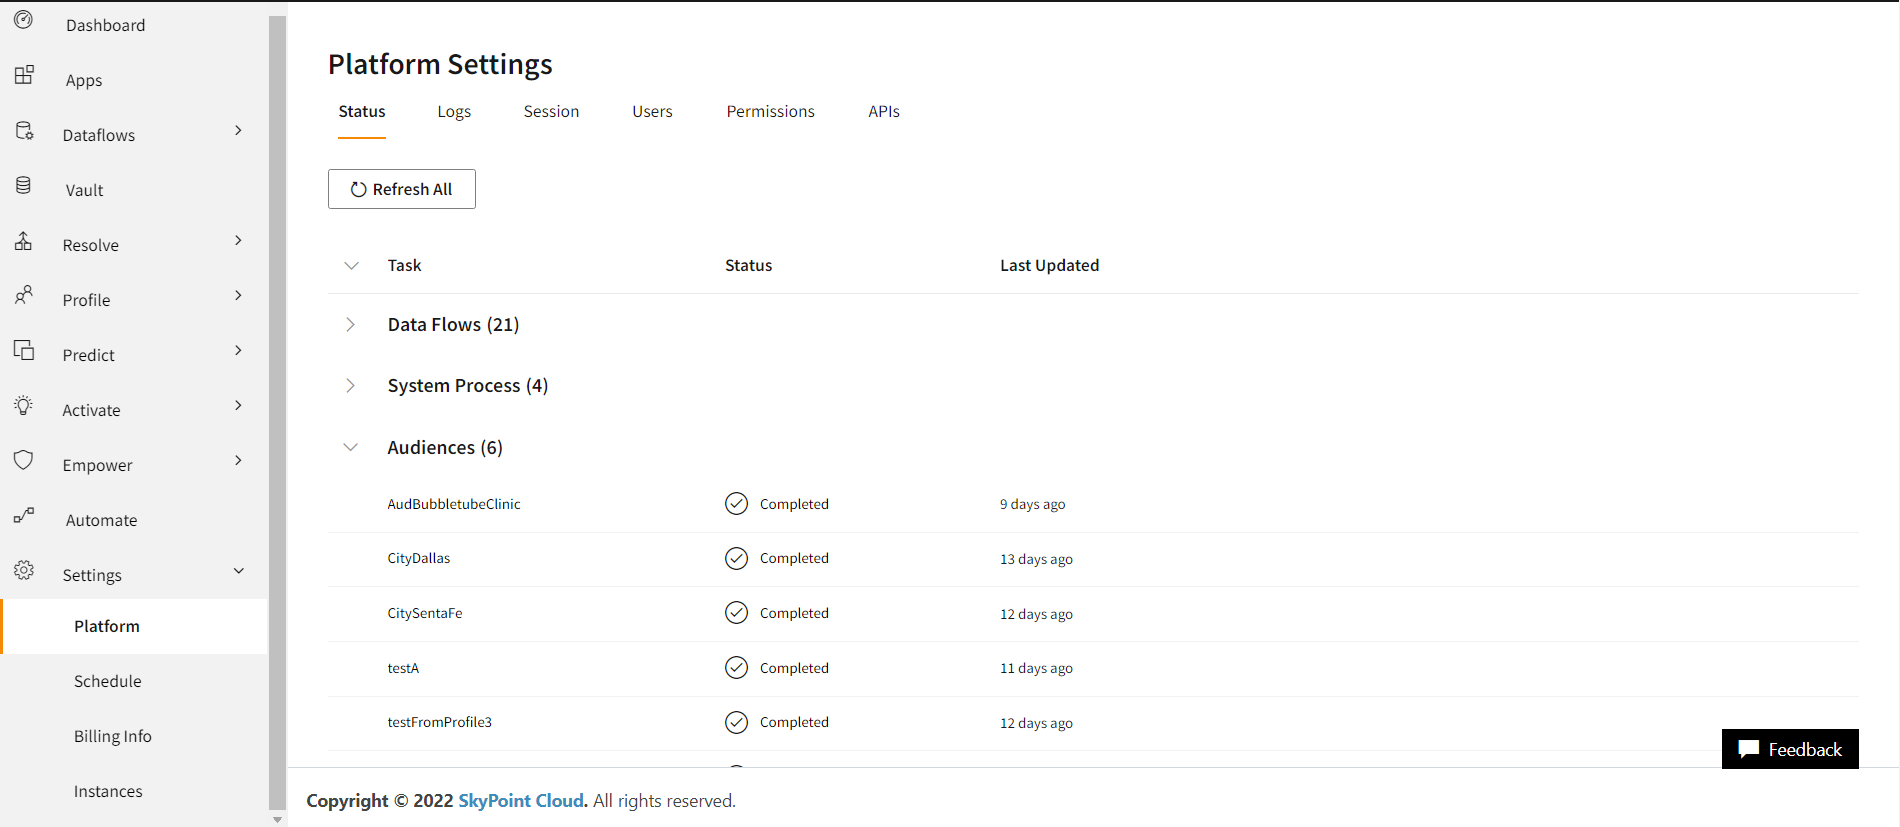 Dashboard
Apps
Dataflows
Vault
Resolve
Profile
Predict
Activate
Empower
Automate
Settings
Platform
Schedule
Billing Info
Instances
Platform Settings
Status Logs Session Users Permissions APIs
Refresh All
Task Status Last Updated
Data Flows (21)
System Process (4)
Audiences (6)
AudBubbletubeClinic Completed 9 days ago
CityDallas Completed 13 days ago
CitySentaFe Completed 12 days ago
testA Completed 11 days ago
testFromProfile3 Completed 12 days ago
Feedback
Copyright © 2022 SkyPoint Cloud. All rights reserved.